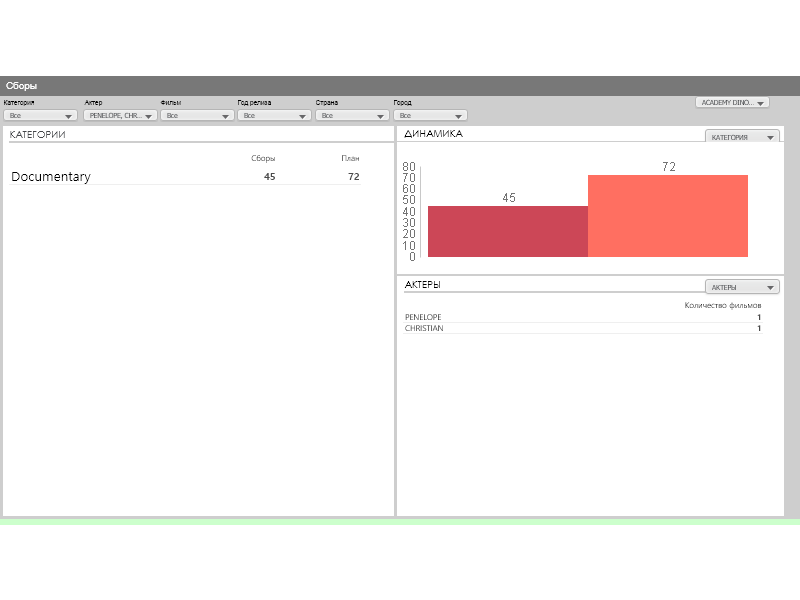 Сборы
Категория Актер Фильм Год релиза Страна Город
Все PENELOPE, CHR... Все Все Все Все ACADEMY DINO...
КАТЕГОРИИ
Сборы План
Documentary 45 72
ДИНАМИКА КАТЕГОРИЯ
80
70
60
50
40
30
20
10
0
45
72
АКТЕРЫ АКТЕРЫ
Количество фильмов
PENELOPE 1
CHRISTIAN 1